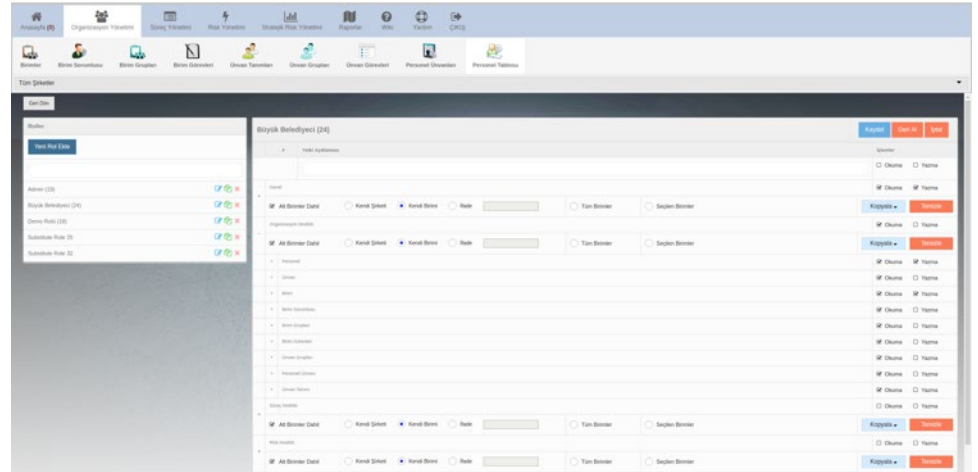 Anasayfa (0) Organizasyon Yönetimi Süreç Yönetimi Risk Yönetimi Stratejik Risk Yönetimi Raporlar Wiki Yardım ÇIKIŞ
Birimler Birim Sorumlusu Birim Grupları Birim Görevleri Ünvan Tanımları Ünvan Grupları Ünvan Görevleri Personel Ünvanları Personel Tablosu
Tüm Şirketler
Geri Dön
Roller
Yeni Rol Ekle
Admin (19)
Büyük Belediyeci (24)
Demo Rolü (19)
Substitute Role 31
Substitute Role 32
Büyük Belediyeci (24) Kaydet Geri Al İptal
# Yetki Açıklaması İşlemler
Okuma Yazma
Genel Okuma Yazma
Alt Birimler Dahil Kendi Şirketi Kendi Birimi İfade Tüm Birimler Seçilen Birimler Kopyala Temizle
Organizasyon Modülü Okuma Yazma
Alt Birimler Dahil Kendi Şirketi Kendi Birimi İfade Tüm Birimler Seçilen Birimler Kopyala Temizle
Personel Okuma Yazma
Ünvan Okuma Yazma
Birim Okuma Yazma
Birim Sorumlusu Okuma Yazma
Birim Grupları Okuma Yazma
Birim Görevleri Okuma Yazma
Ünvan Grupları Okuma Yazma
Personel Ünvanı Okuma Yazma
Ünvan Tanımı Okuma Yazma
Süreç Modülü Okuma Yazma
Alt Birimler Dahil Kendi Şirketi Kendi Birimi İfade Tüm Birimler Seçilen Birimler Kopyala Temizle
Risk Modülü Okuma Yazma
Alt Birimler Dahil Kendi Şirketi Kendi Birimi İfade Tüm Birimler Seçilen Birimler Kopyala Temizle